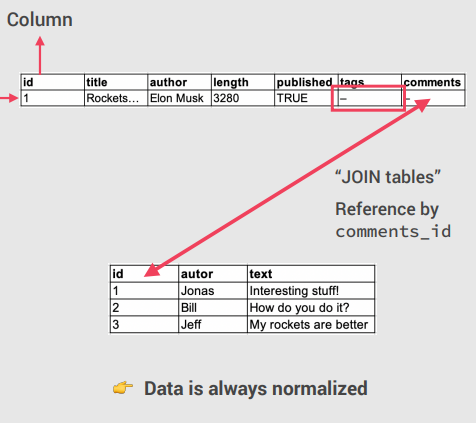 Column
id title author length published tags comments
1 Rockets... Elon Musk 3280 TRUE – –
“JOIN tables”
Reference by
comments_id
id autor text
1 Jonas Interesting stuff!
2 Bill How do you do it?
3 Jeff My rockets are better
👉 Data is always normalized